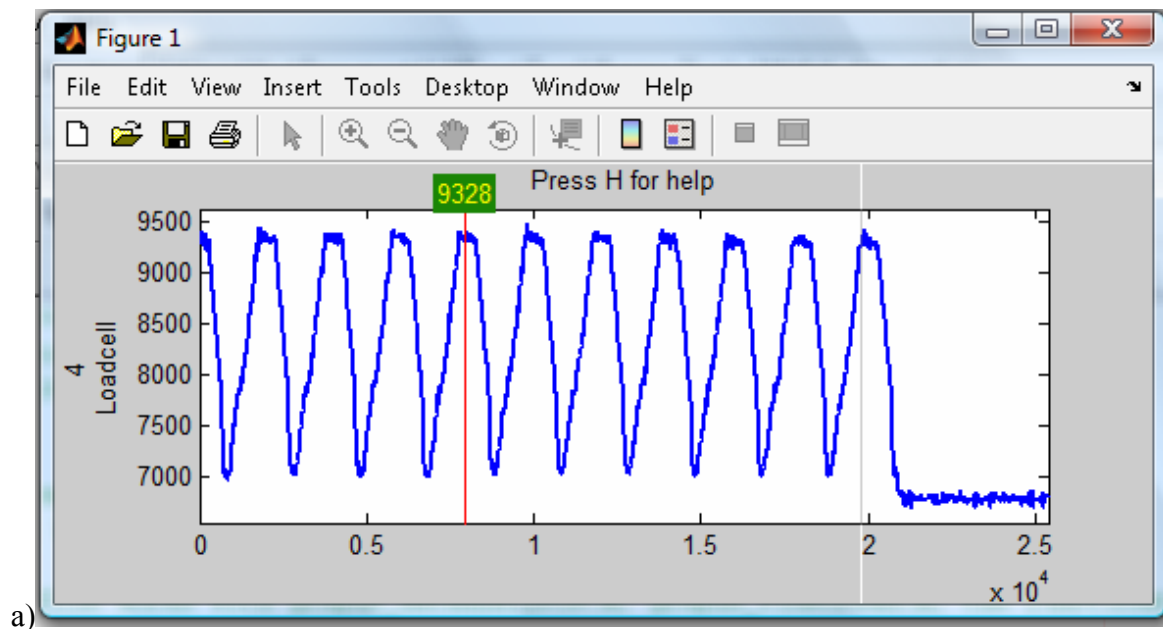 Figure 1
File Edit View Insert Tools Desktop Window Help
Press H for help
9328
9500
9000
8500
8000
7500
7000
4
Loadcell
0 0.5 1 1.5 2 2.5
x 10^4
a)